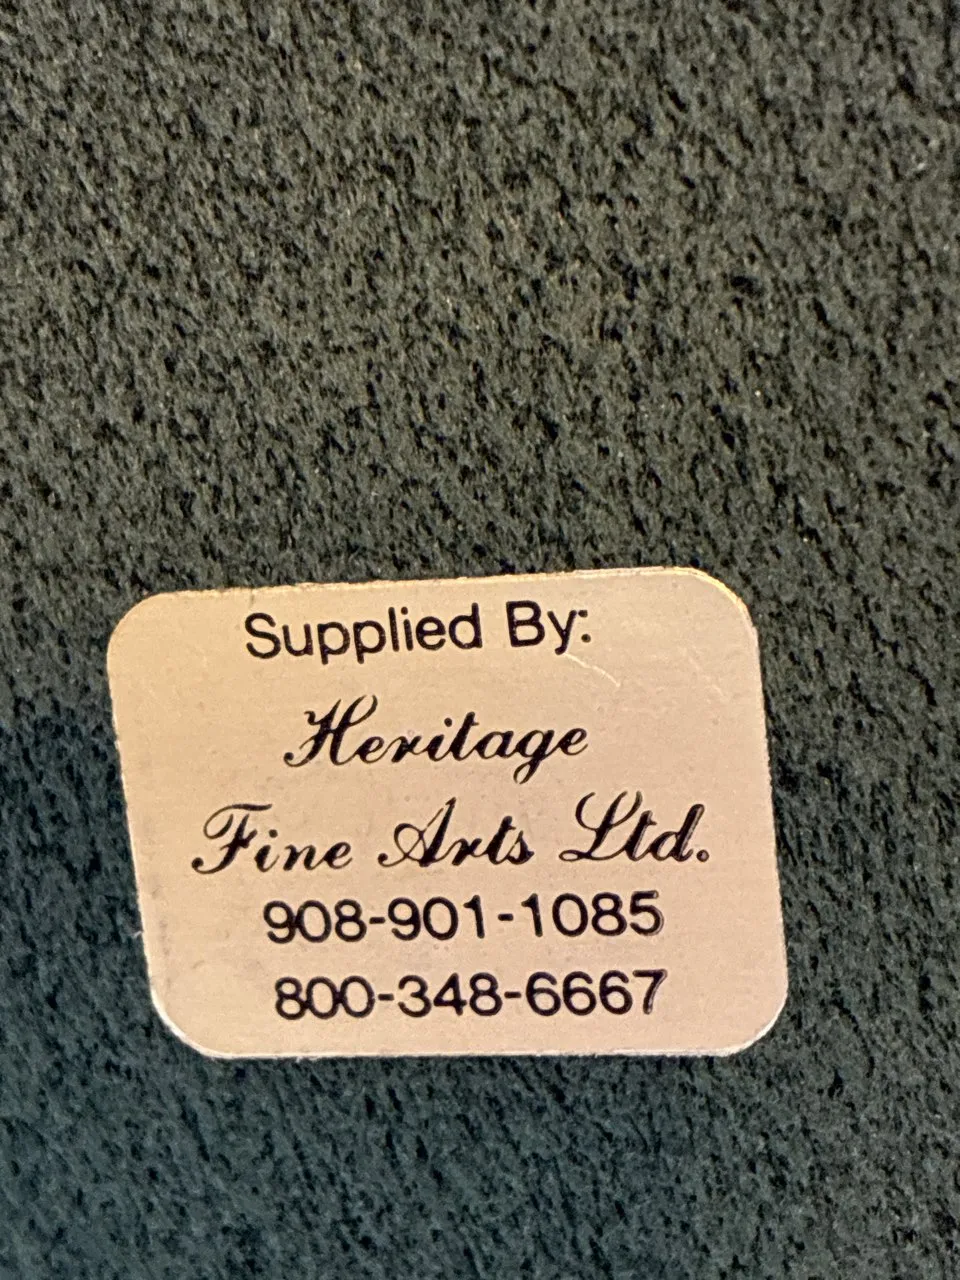 Supplied By:
Heritage
Fine Arts Ltd.
908-901-1085
800-348-6667